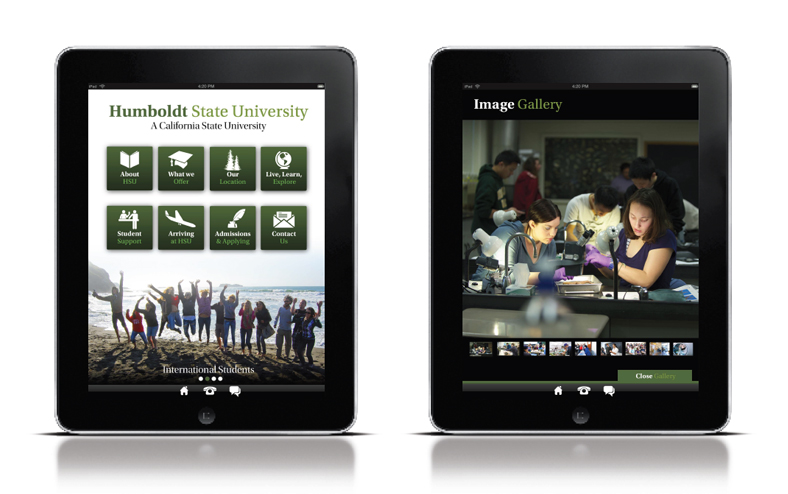 iPad 4:20 PM
Humboldt State University
A California State University
About
HSU
What we
Offer
Our
Location
Live, Learn,
Explore
Student
Support
Arriving
at HSU
Admissions
& Applying
Contact
Us
International Students
iPad 4:20 PM
Image Gallery
Close Gallery